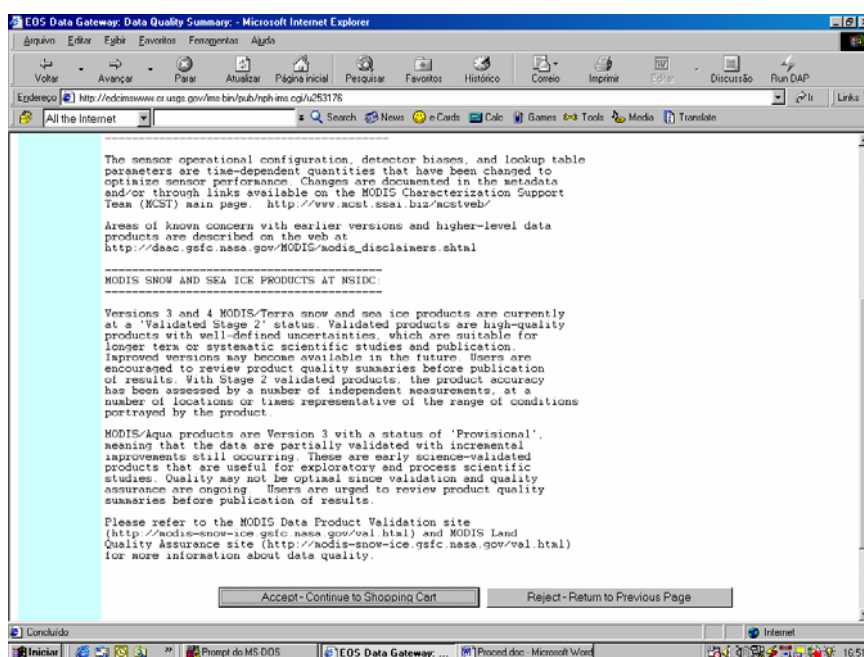 EOS Data Gateway: Data Quality Summary: - Microsoft Internet Explorer
Arquivo Editar Exibir Favoritos Ferramentas Ajuda
Voltar Avançar Parar Atualizar Página inicial Pesquisar Favoritos Histórico Correio Imprimir Editar Discussão Run DAP
Endereço http://edcimswww.cr.usgs.gov/ims-bin/pub/nph-ims.cgi/u253176 Ir Links
All the Internet Search News e-Cards Calc Games Tools Media Translate
The sensor operational configuration, detector biases, and lookup table
parameters are time-dependent quantities that have been changed to
optimize sensor performance. Changes are documented in the metadata
and/or through links available on the MODIS Characterization Support
Team (MCST) main page. http://www.mcst.ssai.biz/mcstweb/
Areas of known concern with earlier versions and higher-level data
products are described on the web at
http://daac.gsfc.nasa.gov/MODIS/modis_disclaimers.shtml
MODIS SNOW AND SEA ICE PRODUCTS AT NSIDC:
Versions 3 and 4 MODIS/Terra snow and sea ice products are currently
at a 'Validated Stage 2' status. Validated products are high-quality
products with well-defined uncertainties, which are suitable for
longer term or systematic scientific studies and publication.
Improved versions may become available in the future. Users are
encouraged to review product quality summaries before publication
of results. With Stage 2 validated products, the product accuracy
has been assessed by a number of independent measurements, at a
number of locations or times representative of the range of conditions
portrayed by the product.
MODIS/Aqua products are Version 3 with a status of 'Provisional',
meaning that the data are partially validated with incremental
improvements still occurring. These are early science-validated
products that are useful for exploratory and process scientific
studies. Quality may not be optimal since validation and quality
assurance are ongoing. Users are urged to review product quality
summaries before publication of results.
Please refer to the MODIS Data Product Validation site
(http://modis-snow-ice.gsfc.nasa.gov/val.html) and MODIS Land
Quality Assurance site (http://modis-snow-ice.gsfc.nasa.gov/val.html)
for more information about data quality.
Accept - Continue to Shopping Cart Reject - Return to Previous Page
Concluído Internet
Iniciar Prompt do MS-DOS EOS Data Gateway: ... Proced.doc - Microsoft Word